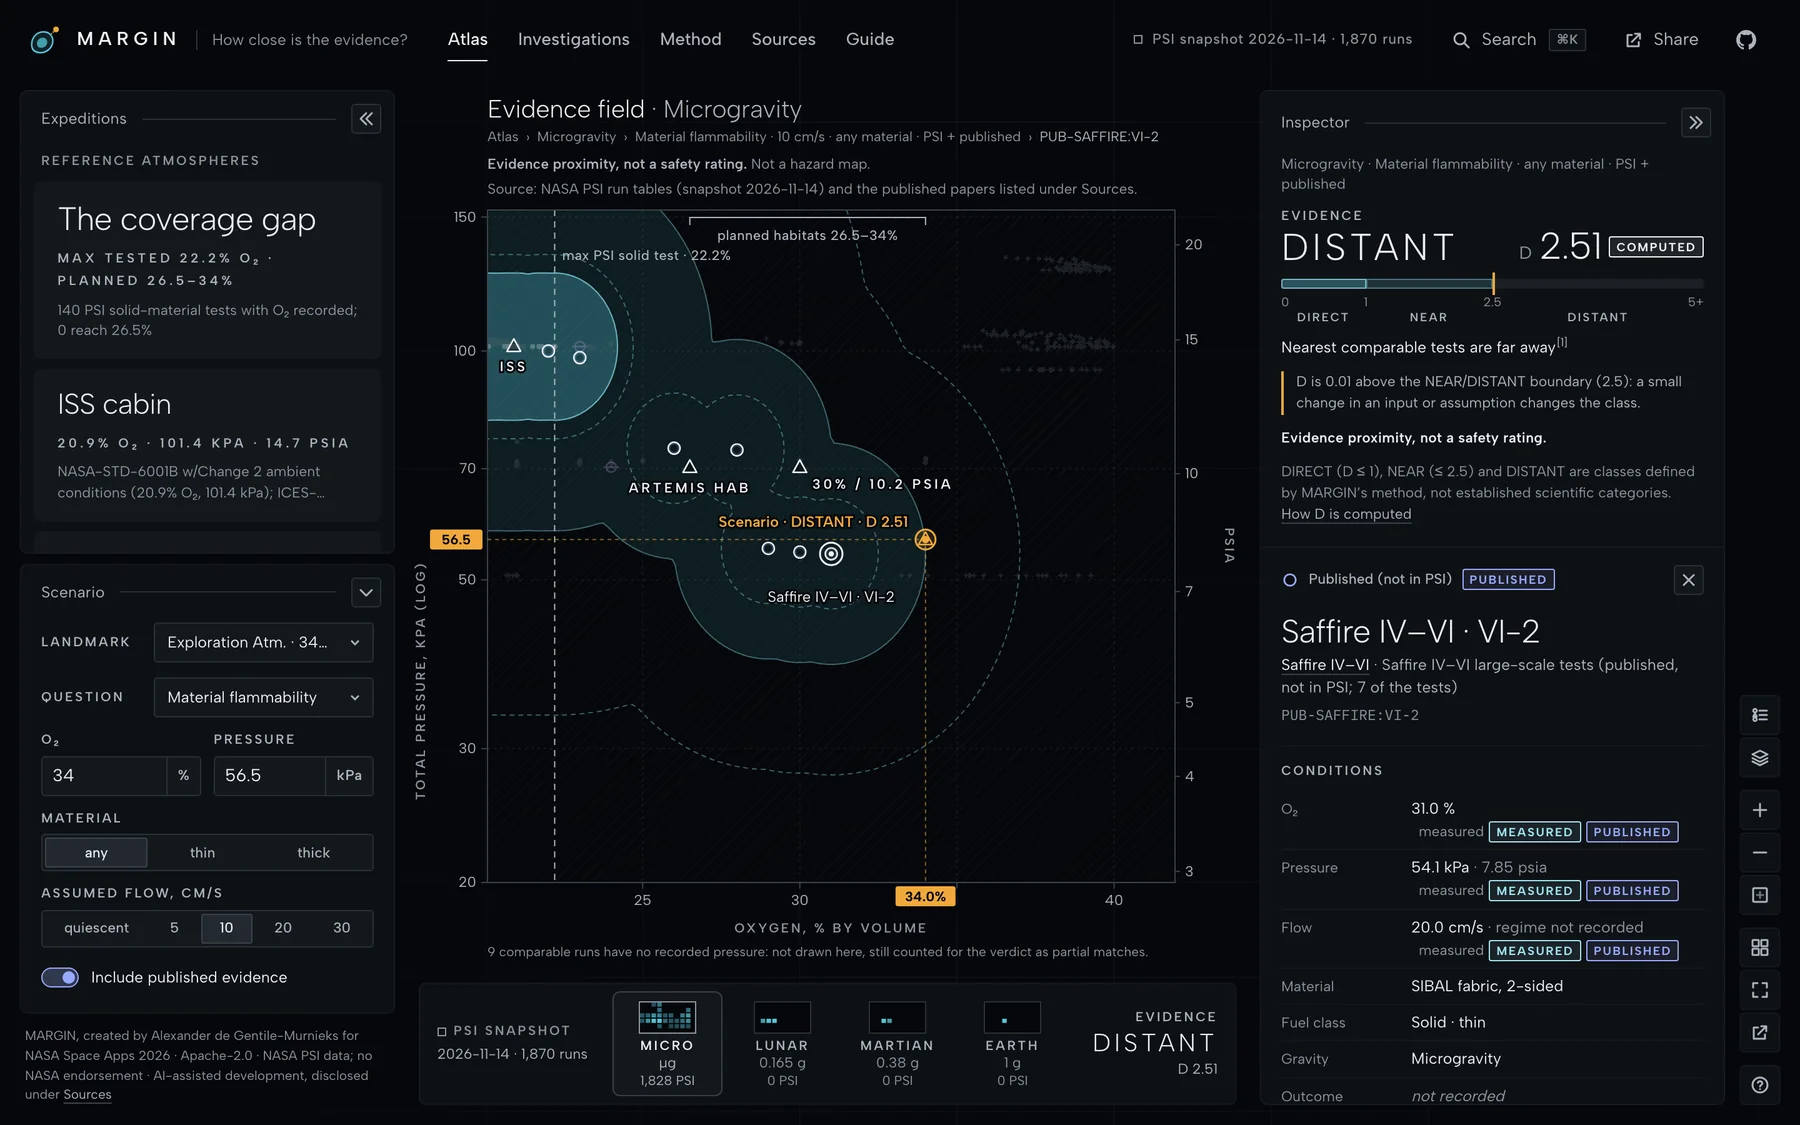 MARGIN
How close is the evidence?
Atlas
Investigations
Method
Sources
Guide
PSI snapshot 2026-11-14 · 1,870 runs
Search ⌘K
Share
Expeditions
REFERENCE ATMOSPHERES
The coverage gap
MAX TESTED 22.2% O₂ ·
PLANNED 26.5–34%
140 PSI solid-material tests with O₂ recorded;
0 reach 26.5%
ISS cabin
20.9% O₂ · 101.4 KPA · 14.7 PSIA
NASA-STD-6001B w/Change 2 ambient
conditions (20.9% O₂, 101.4 kPa); ICES-…
Scenario
LANDMARK
Exploration Atm. · 34…
QUESTION
Material flammability
O₂
PRESSURE
34 %
56.5 kPa
MATERIAL
any thin thick
ASSUMED FLOW, CM/S
quiescent 5 10 20 30
Include published evidence
MARGIN, created by Alexander de Gentile-Murnieks for
NASA Space Apps 2026 · Apache-2.0 · NASA PSI data; no
NASA endorsement · AI-assisted development, disclosed
under Sources
Evidence field · Microgravity
Atlas › Microgravity › Material flammability · 10 cm/s · any material · PSI + published › PUB-SAFFIRE:VI-2
Evidence proximity, not a safety rating. Not a hazard map.
Source: NASA PSI run tables (snapshot 2026-11-14) and the published papers listed under Sources.
150
100
70
56.5
50
30
20
TOTAL PRESSURE, KPA (LOG)
planned habitats 26.5–34%
max PSI solid test · 22.2%
ISS
ARTEMIS HAB
30% / 10.2 PSIA
Scenario · DISTANT · D 2.51
Saffire IV–VI · VI-2
20
15
10
7
5
4
3
PSIA
25
30
34.0%
40
OXYGEN, % BY VOLUME
9 comparable runs have no recorded pressure: not drawn here, still counted for the verdict as partial matches.
PSI SNAPSHOT
2026-11-14 · 1,870 runs
MICRO
µg
1,828 PSI
LUNAR
0.165 g
0 PSI
MARTIAN
0.38 g
0 PSI
EARTH
1 g
0 PSI
EVIDENCE
DISTANT
D 2.51
Inspector
Microgravity · Material flammability · any material · PSI +
published
EVIDENCE
DISTANT
D 2.51 COMPUTED
0 1 2.5 5+
DIRECT NEAR DISTANT
Nearest comparable tests are far away[1]
D is 0.01 above the NEAR/DISTANT boundary (2.5): a small
change in an input or assumption changes the class.
Evidence proximity, not a safety rating.
DIRECT (D ≤ 1), NEAR (≤ 2.5) and DISTANT are classes defined
by MARGIN's method, not established scientific categories.
How D is computed
Published (not in PSI) PUBLISHED
Saffire IV–VI · VI-2
Saffire IV–VI · Saffire IV–VI large-scale tests (published,
not in PSI; 7 of the tests)
PUB-SAFFIRE:VI-2
CONDITIONS
O₂ 31.0 %
measured MEASURED PUBLISHED
Pressure 54.1 kPa · 7.85 psia
measured MEASURED PUBLISHED
Flow 20.0 cm/s · regime not recorded
measured MEASURED PUBLISHED
Material SIBAL fabric, 2-sided
Fuel class Solid · thin
Gravity Microgravity
Outcome not recorded